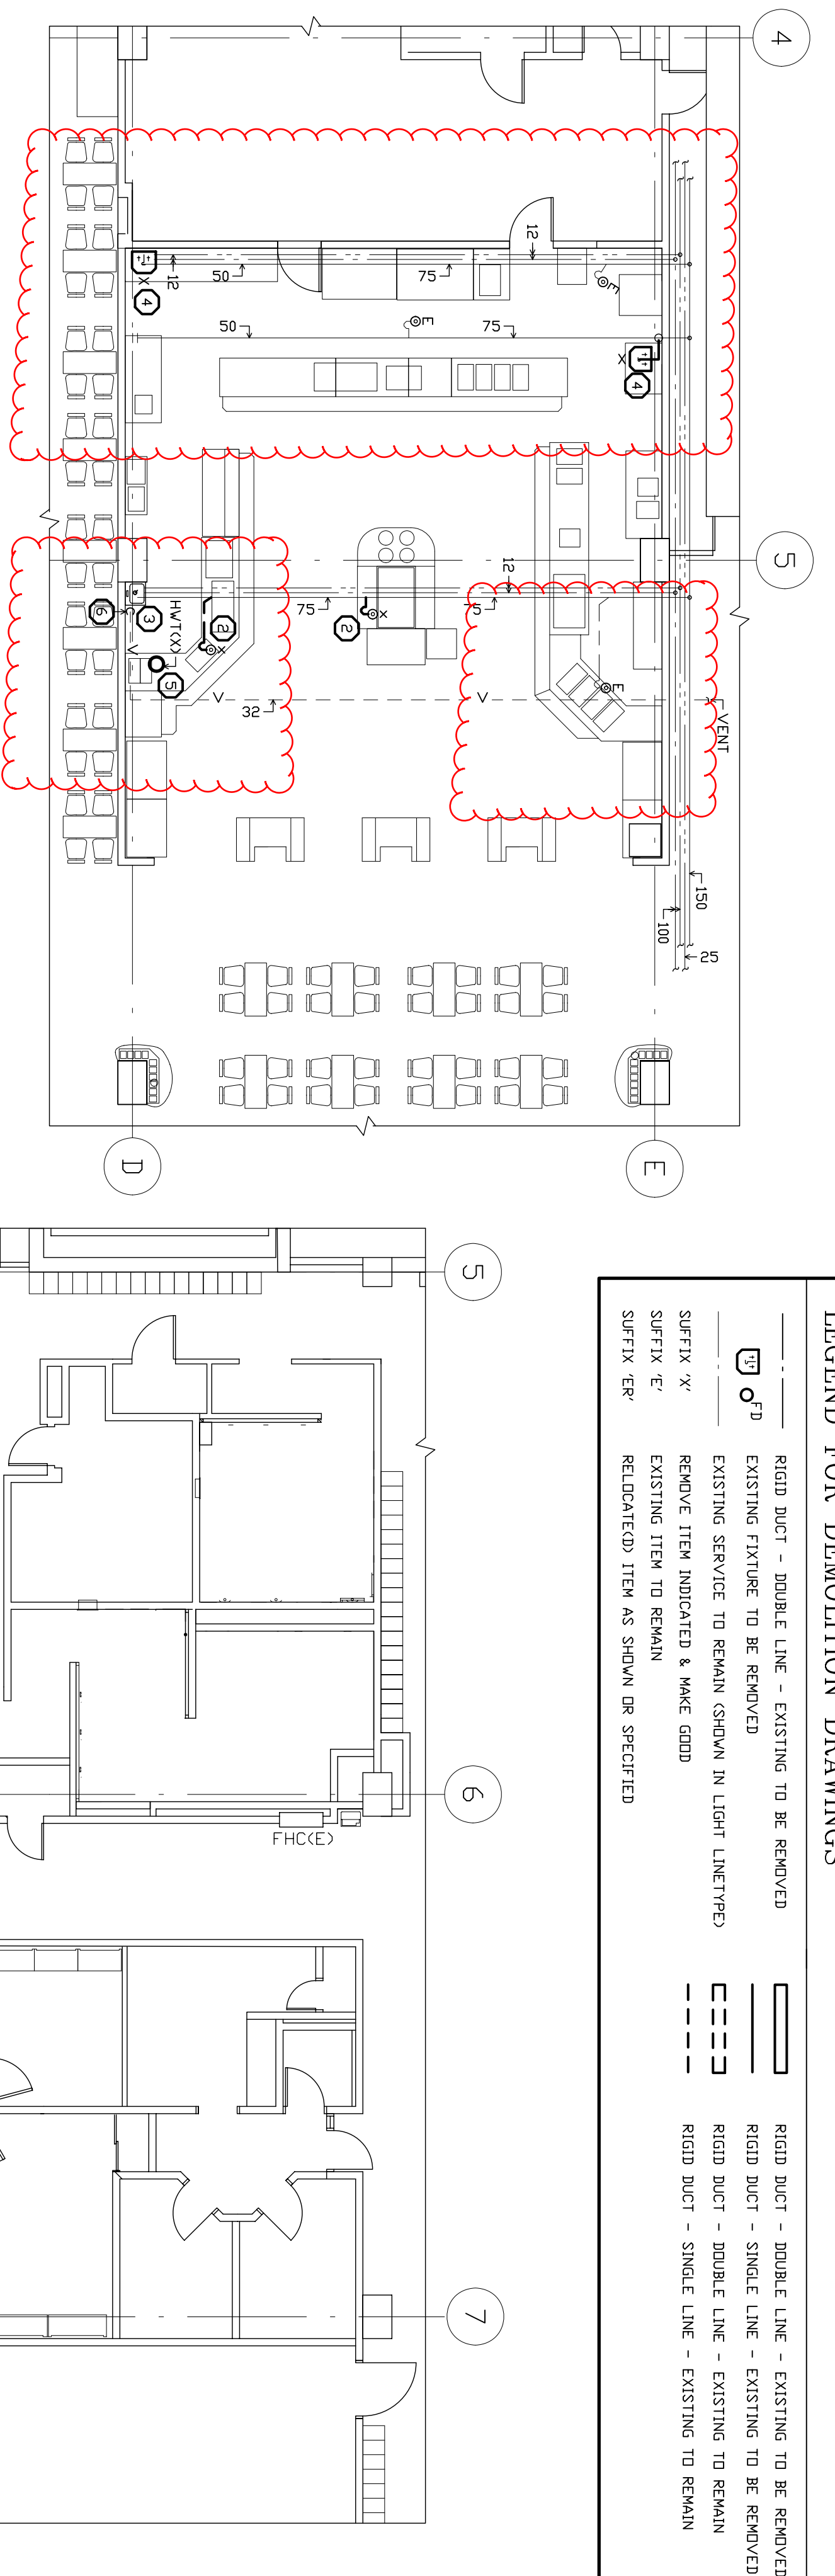 LEGEND FOR DEMOLITION DRAWINGS
RIGID DUCT - DOUBLE LINE - EXISTING TO BE REMOVED
FD
EXISTING FIXTURE TO BE REMOVED
EXISTING SERVICE TO REMAIN (SHOWN IN LIGHT LINETYPE)
SUFFIX 'X' REMOVE ITEM INDICATED & MAKE GOOD
SUFFIX 'E' EXISTING ITEM TO REMAIN
SUFFIX 'ER' RELOCATE(D) ITEM AS SHOWN OR SPECIFIED
RIGID DUCT - DOUBLE LINE - EXISTING TO BE REMOVED
RIGID DUCT - SINGLE LINE - EXISTING TO BE REMOVED
RIGID DUCT - DOUBLE LINE - EXISTING TO REMAIN
RIGID DUCT - SINGLE LINE - EXISTING TO REMAIN
4
5
E
D
VENT
150
100
25
12
E
75
50
12
X
4
75
E
50
X
4
12
75
75
X
2
X
2
HWT(X)
3
6
5
E
V
V
V
32
5
6
7
FHC(E)